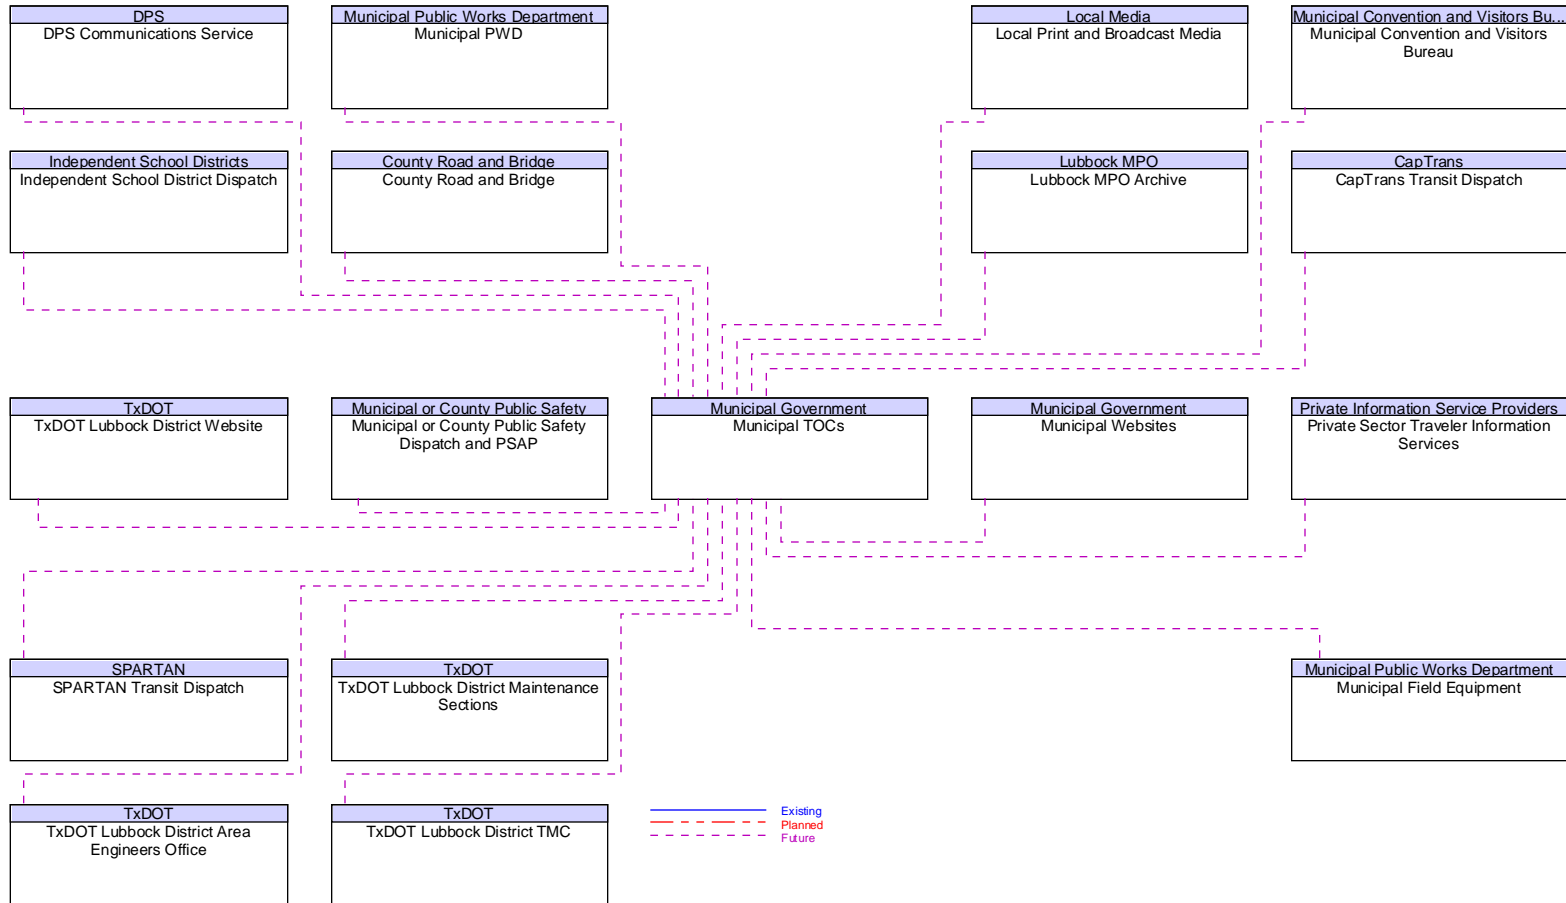 DPS
DPS Communications Service
Municipal Public Works Department
Municipal PWD
Local Media
Local Print and Broadcast Media
Municipal Convention and Visitors Bu...
Municipal Convention and Visitors
Bureau
Independent School Districts
Independent School District Dispatch
County Road and Bridge
County Road and Bridge
Lubbock MPO
Lubbock MPO Archive
CapTrans
CapTrans Transit Dispatch
TxDOT
TxDOT Lubbock District Website
Municipal or County Public Safety
Municipal or County Public Safety
Dispatch and PSAP
Municipal Government
Municipal TOCs
Municipal Government
Municipal Websites
Private Information Service Providers
Private Sector Traveler Information
Services
SPARTAN
SPARTAN Transit Dispatch
TxDOT
TxDOT Lubbock District Maintenance
Sections
Municipal Public Works Department
Municipal Field Equipment
TxDOT
TxDOT Lubbock District Area
Engineers Office
TxDOT
TxDOT Lubbock District TMC
Existing
Planned
Future